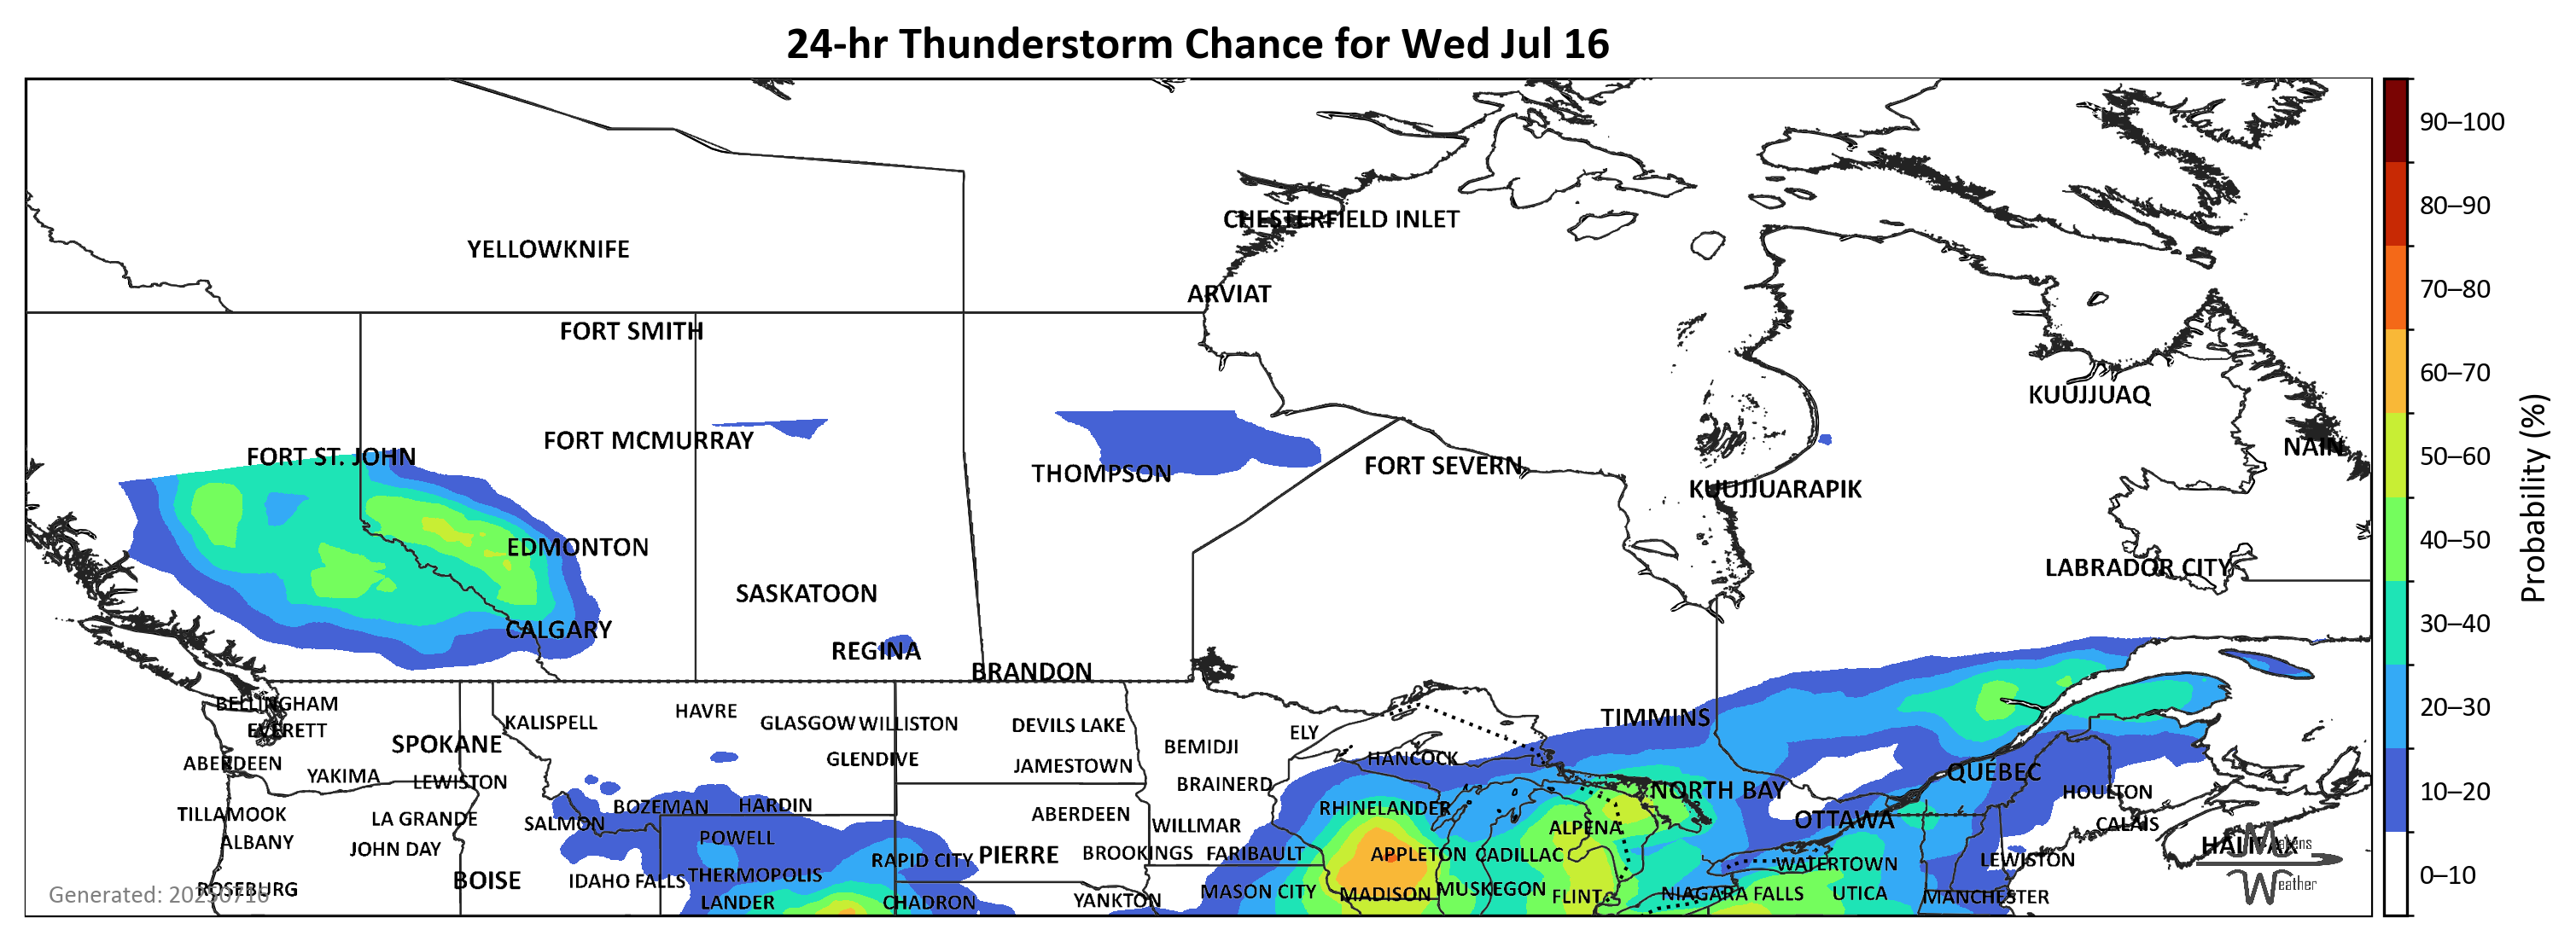 24-hr Thunderstorm Chance for Wed Jul 16
90–100
80–90
70–80
60–70
50–60
40–50
30–40
20–30
10–20
0–10
Probability (%)
CHESTERFIELD INLET
YELLOWKNIFE
ARVIAT
FORT SMITH
KUUJJUAQ
FORT MCMURRAY
NAIN
FORT ST. JOHN
THOMPSON
FORT SEVERN
KUUJJUARAPIK
EDMONTON
LABRADOR CITY
SASKATOON
CALGARY
REGINA
BRANDON
BELLINGHAM
HAVRE
TIMMINS
KALISPELL
GLASGOW
WILLISTON
DEVILS LAKE
EVERETT
ELY
SPOKANE
BEMIDJI
GLENDIVE
HANCOCK
ABERDEEN
JAMESTOWN
QUÉBEC
YAKIMA
LEWISTON
BRAINERD
NORTH BAY
HOULTON
BOZEMAN
HARDIN
RHINELANDER
TILLAMOOK
LA GRANDE
ABERDEEN
OTTAWA
SALMON
WILLMAR
ALPENA
CALAIS
ALBANY
POWELL
HALIFAX
JOHN DAY
RAPID CITY
PIERRE
BROOKINGS
FARIBAULT
APPLETON
CADILLAC
LEWISTON
WATERTOWN
THERMOPOLIS
BOISE
IDAHO FALLS
ROSEBURG
MASON CITY
MADISON
MUSKEGON
FLINT
NIAGARA FALLS
UTICA
MANCHESTER
LANDER
CHADRON
YANKTON
Generated: 20250716
Weather